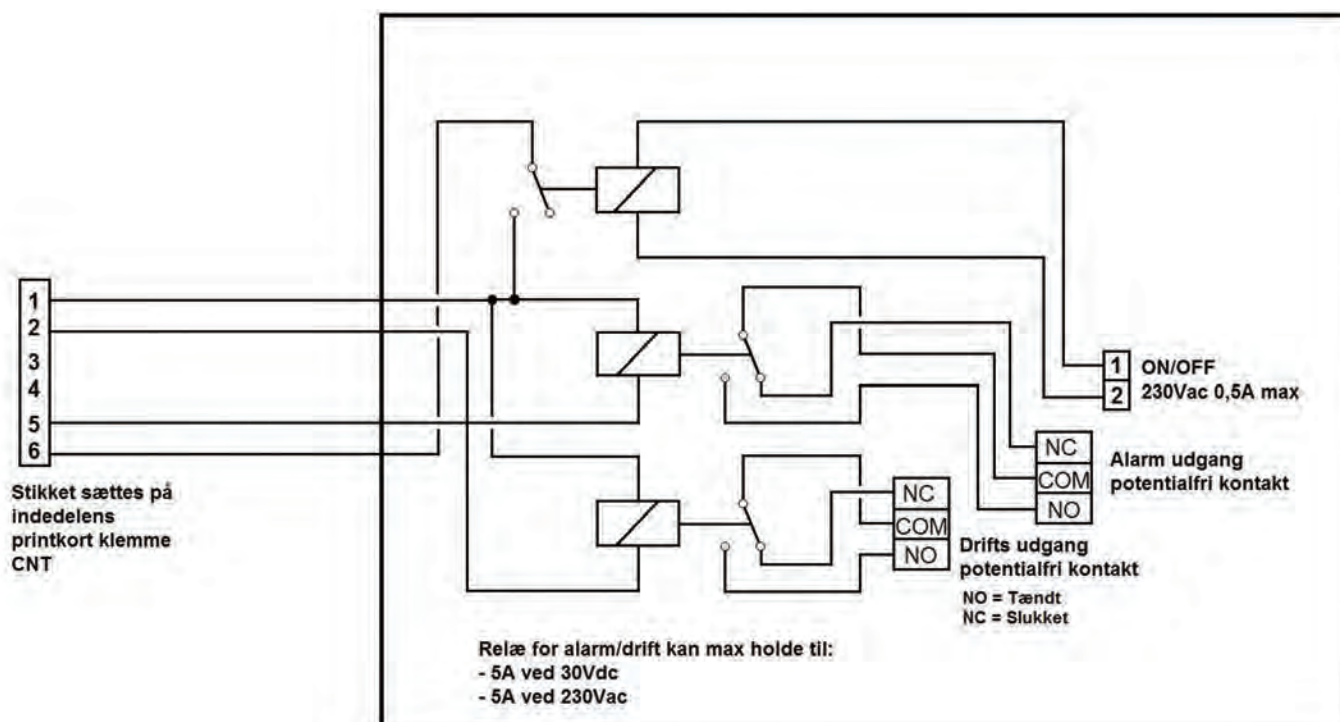 1
2
3
4
5
6
Stikket sættes på
indedelens
printkort klemme
CNT
1
2
ON/OFF
230Vac 0,5A max
NC
COM
NO
Alarm udgang
potentialfri kontakt
NC
COM
NO
Drifts udgang
potentialfri kontakt
NO = Tændt
NC = Slukket
Relæ for alarm/drift kan max holde til:
- 5A ved 30Vdc
- 5A ved 230Vac